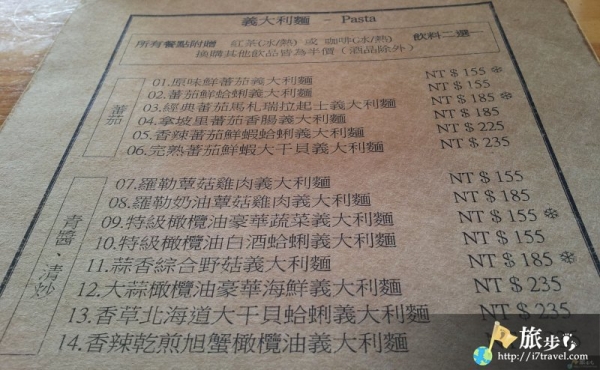 義大利麵 - Pasta
所有餐點附贈 紅茶(冰/熱) 或 咖啡(冰/熱) 飲料二選一
換購其他飲品皆為半價（酒品除外）
蕃茄
01.原味鮮蕃茄義大利麵 NT $ 155 ❄
02.蕃茄鮮蛤蜊義大利麵 NT $ 155
03.經典蕃茄馬札瑞拉起士義大利麵 NT $ 185 ❄
04.拿坡里蕃茄香腸義大利麵 NT $ 185
05.香辣蕃茄鮮蝦蛤蜊義大利麵 NT $ 225
06.完熟蕃茄鮮蝦大干貝義大利麵 NT $ 235
青醬、清炒
07.羅勒蕈菇雞肉義大利麵 NT $ 155
08.羅勒奶油蕈菇雞肉義大利麵 NT $ 185
09.特級橄欖油豪華蔬菜義大利麵 NT $ 155 ❄
10.特級橄欖油白酒蛤蜊義大利麵 NT $ 155
11.蒜香綜合野菇義大利麵 NT $ 185 ❄
12.大蒜橄欖油豪華海鮮義大利麵 NT $ 235
13.香草北海道大干貝蛤蜊義大利麵 NT $ 235
14.香辣乾煎旭蟹橄欖油義大利麵
旅步
http://i7travel.com/